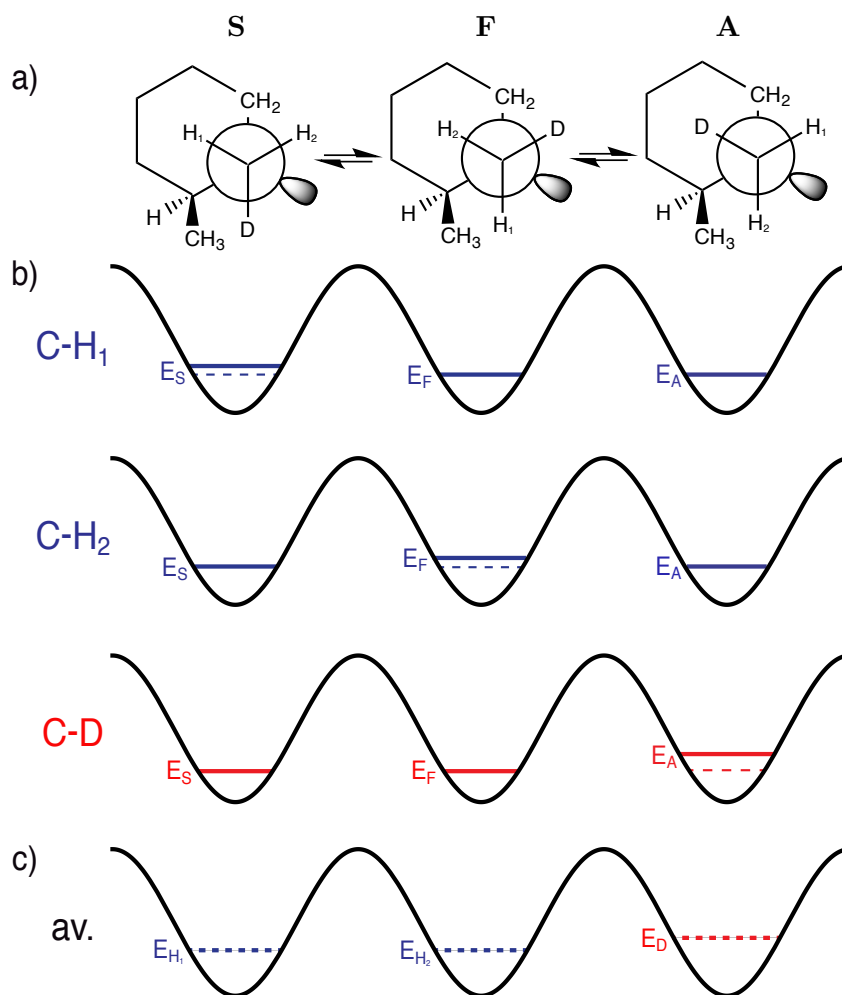 S F A
a)
CH2 CH2 CH2
H1 H2 H2 D D H1
H D H H1 H H2
CH3 CH3 CH3
b)
C-H1
ES EF EA
C-H2
ES EF EA
C-D
ES EF EA
c)
av.
EH1 EH2 ED